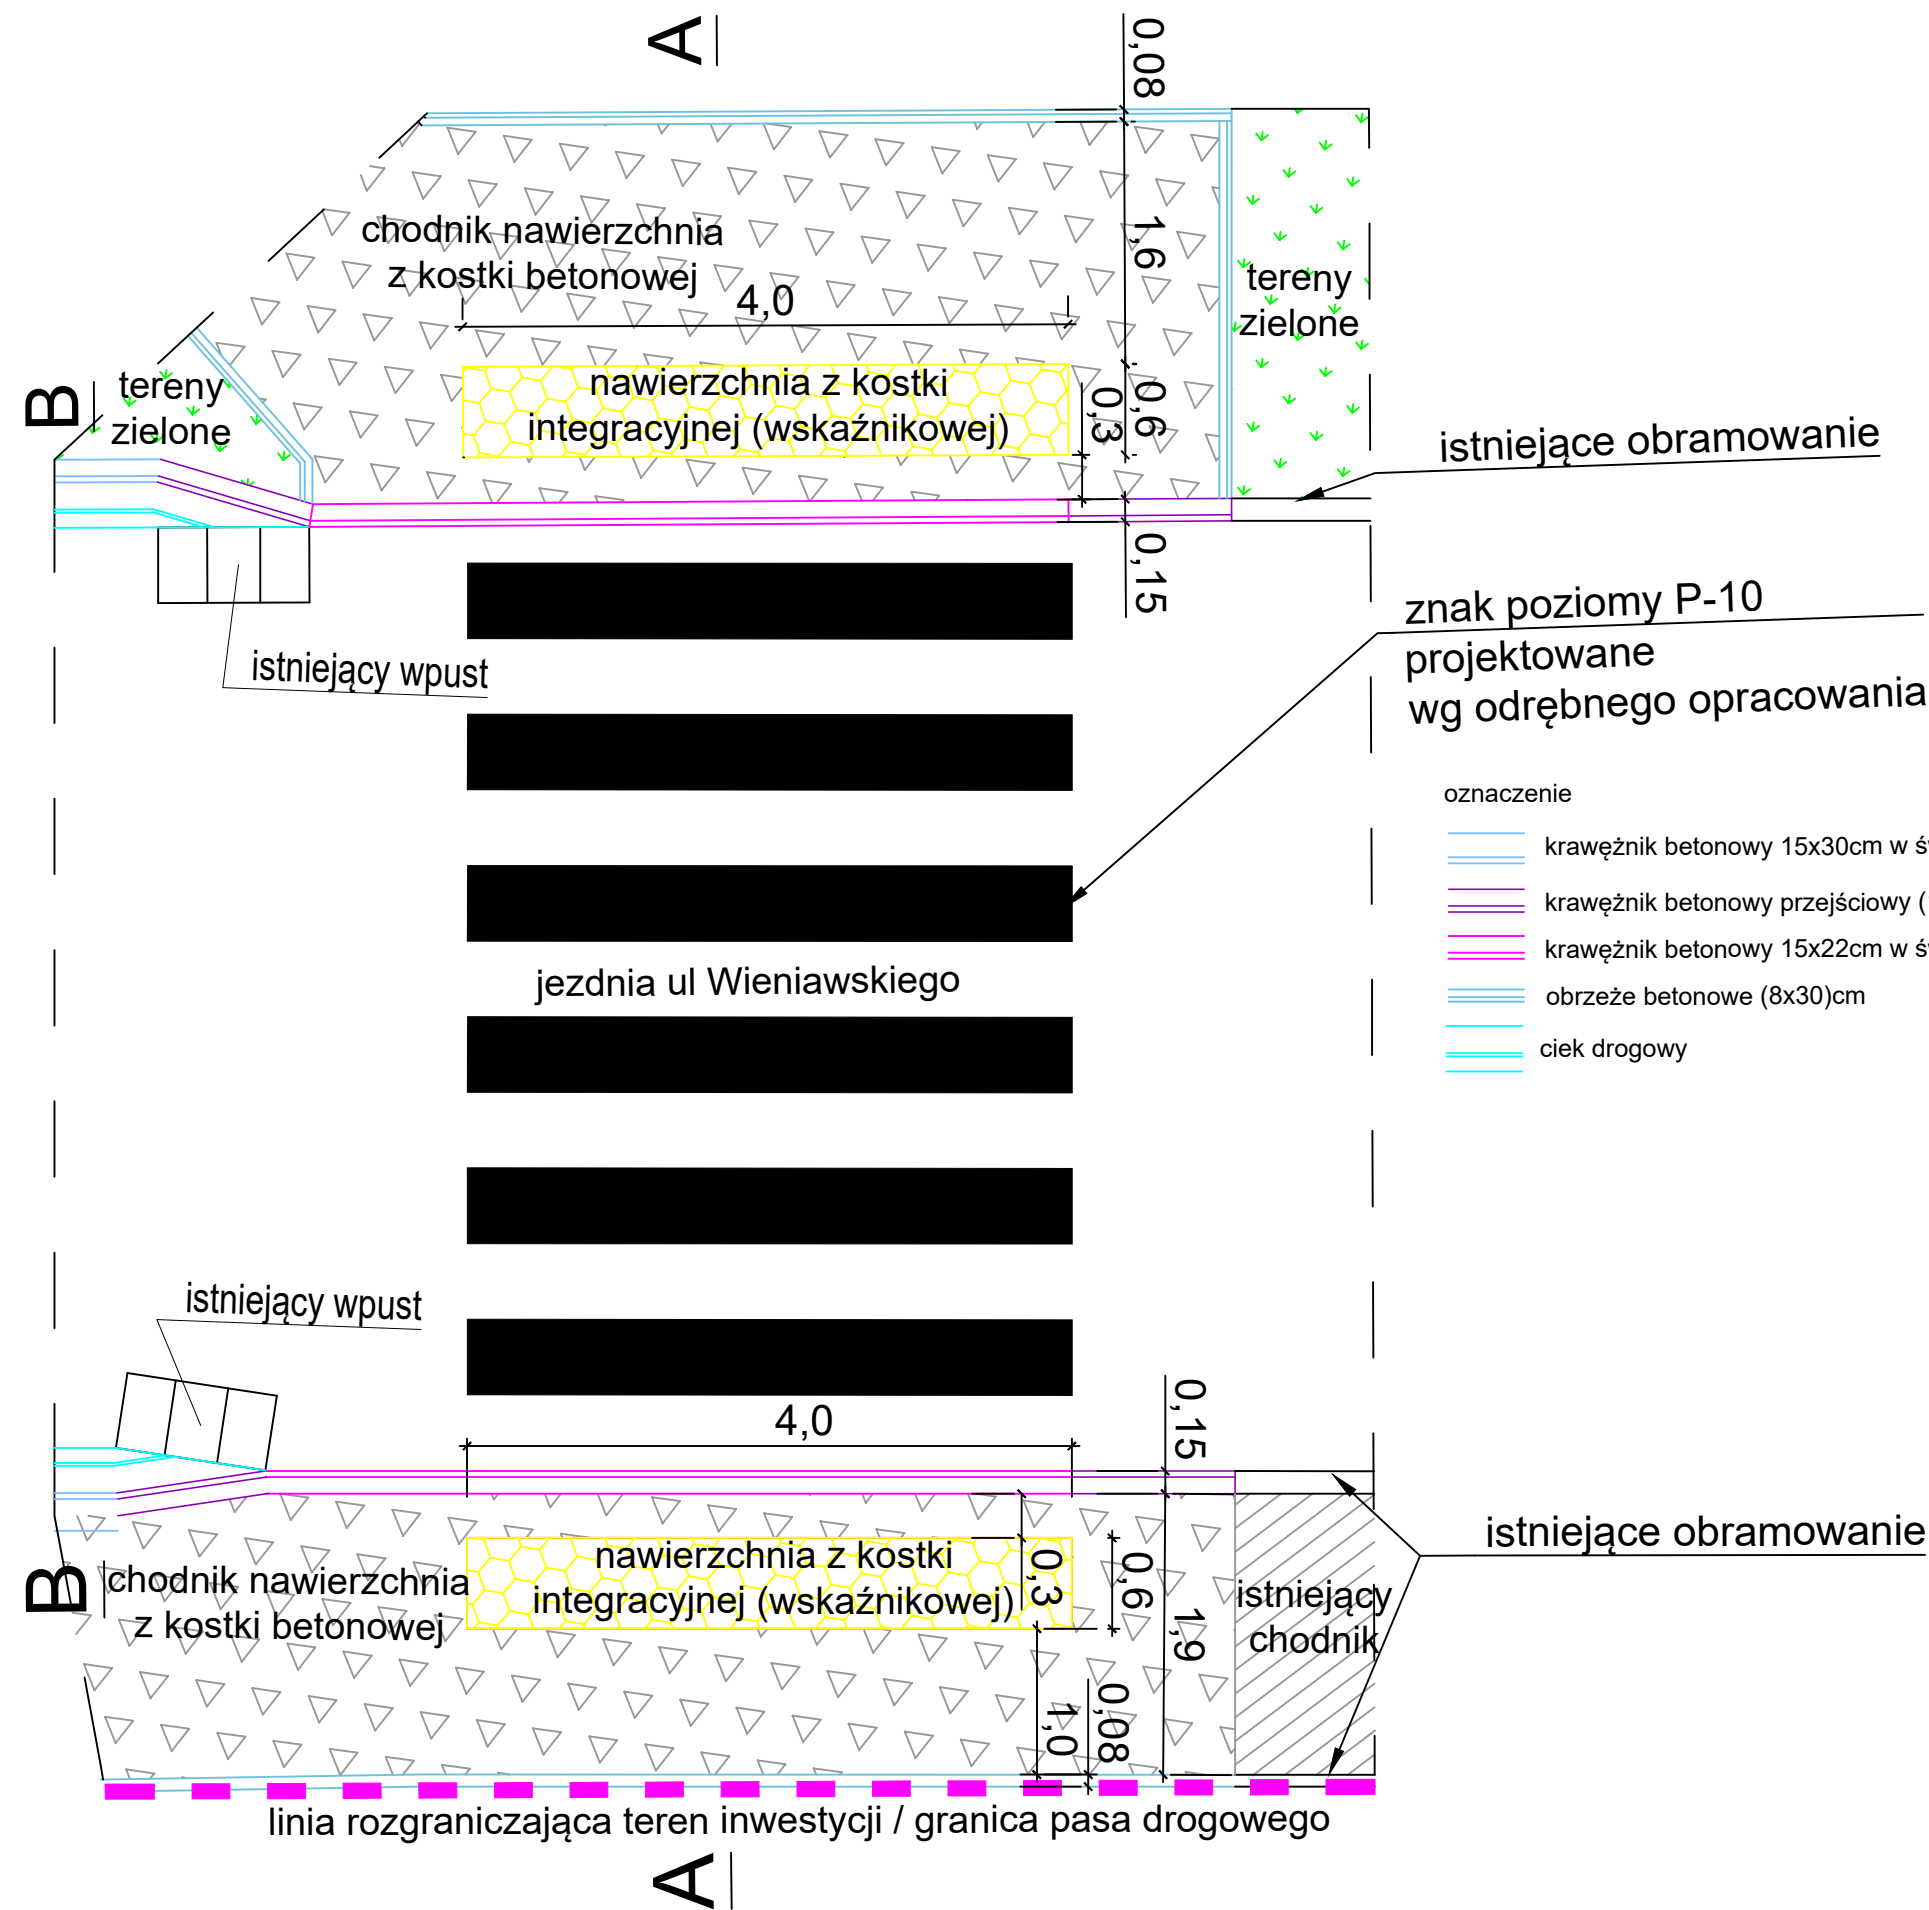 A
0,08
chodnik nawierzchnia
z kostki betonowej
1,6
4,0
tereny
zielone
B
tereny
zielone
nawierzchnia z kostki
integracyjnej (wskaźnikowej)
0,3
0,6
istniejące obramowanie
0,15
znak poziomy P-10
projektowane
wg odrębnego opracowania
istniejący wpust
oznaczenie
krawężnik betonowy 15x30cm w
krawężnik betonowy przejściowy (
krawężnik betonowy 15x22cm w
obrzeże betonowe (8x30)cm
ciek drogowy
jezdnia ul Wieniawskiego
istniejący wpust
4,0
0,15
istniejące obramowanie
B
chodnik nawierzchnia
z kostki betonowej
nawierzchnia z kostki
integracyjnej (wskaźnikowej)
0,3
0,6
1,9
istniejący
chodnik
1,0
0,08
linia rozgraniczająca teren inwestycji / granica pasa drogowego
A